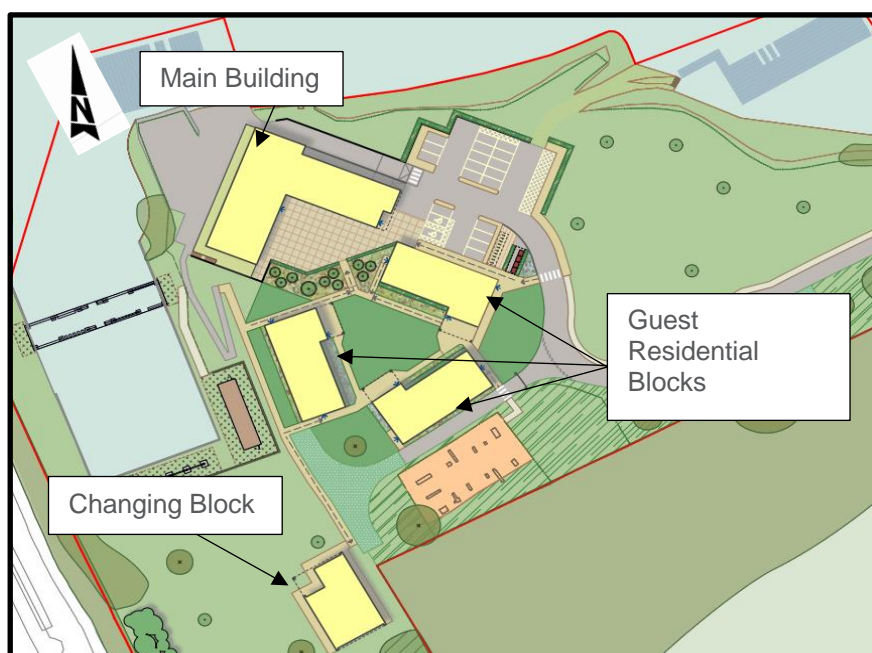 N
Main Building
Guest
Residential
Blocks
Changing Block